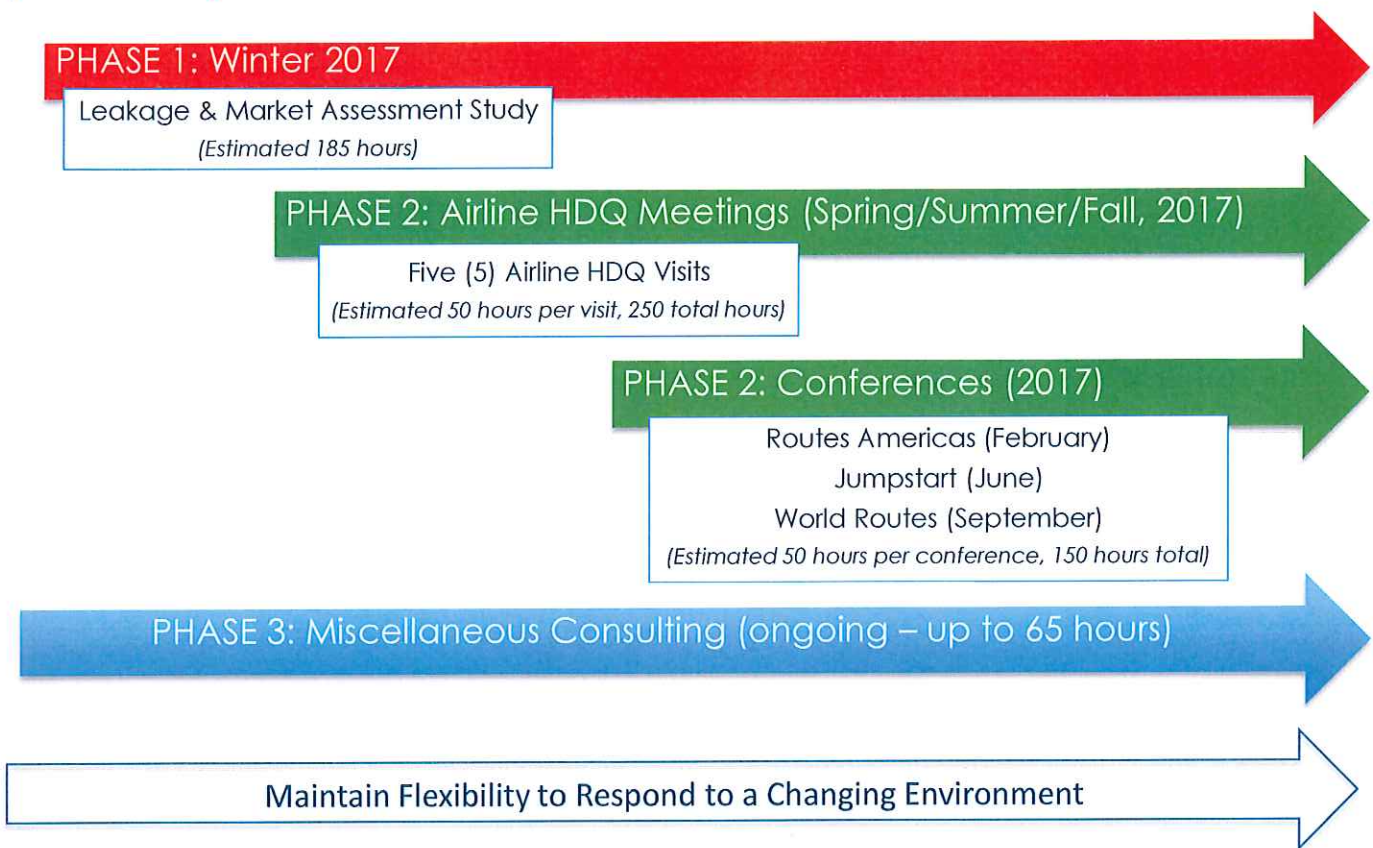 PHASE 1: Winter 2017
Leakage & Market Assessment Study
(Estimated 185 hours)
PHASE 2: Airline HDQ Meetings (Spring/Summer/Fall, 2017)
Five (5) Airline HDQ Visits
(Estimated 50 hours per visit, 250 total hours)
PHASE 2: Conferences (2017)
Routes Americas (February)
Jumpstart (June)
World Routes (September)
(Estimated 50 hours per conference, 150 hours total)
PHASE 3: Miscellaneous Consulting (ongoing – up to 65 hours)
Maintain Flexibility to Respond to a Changing Environment